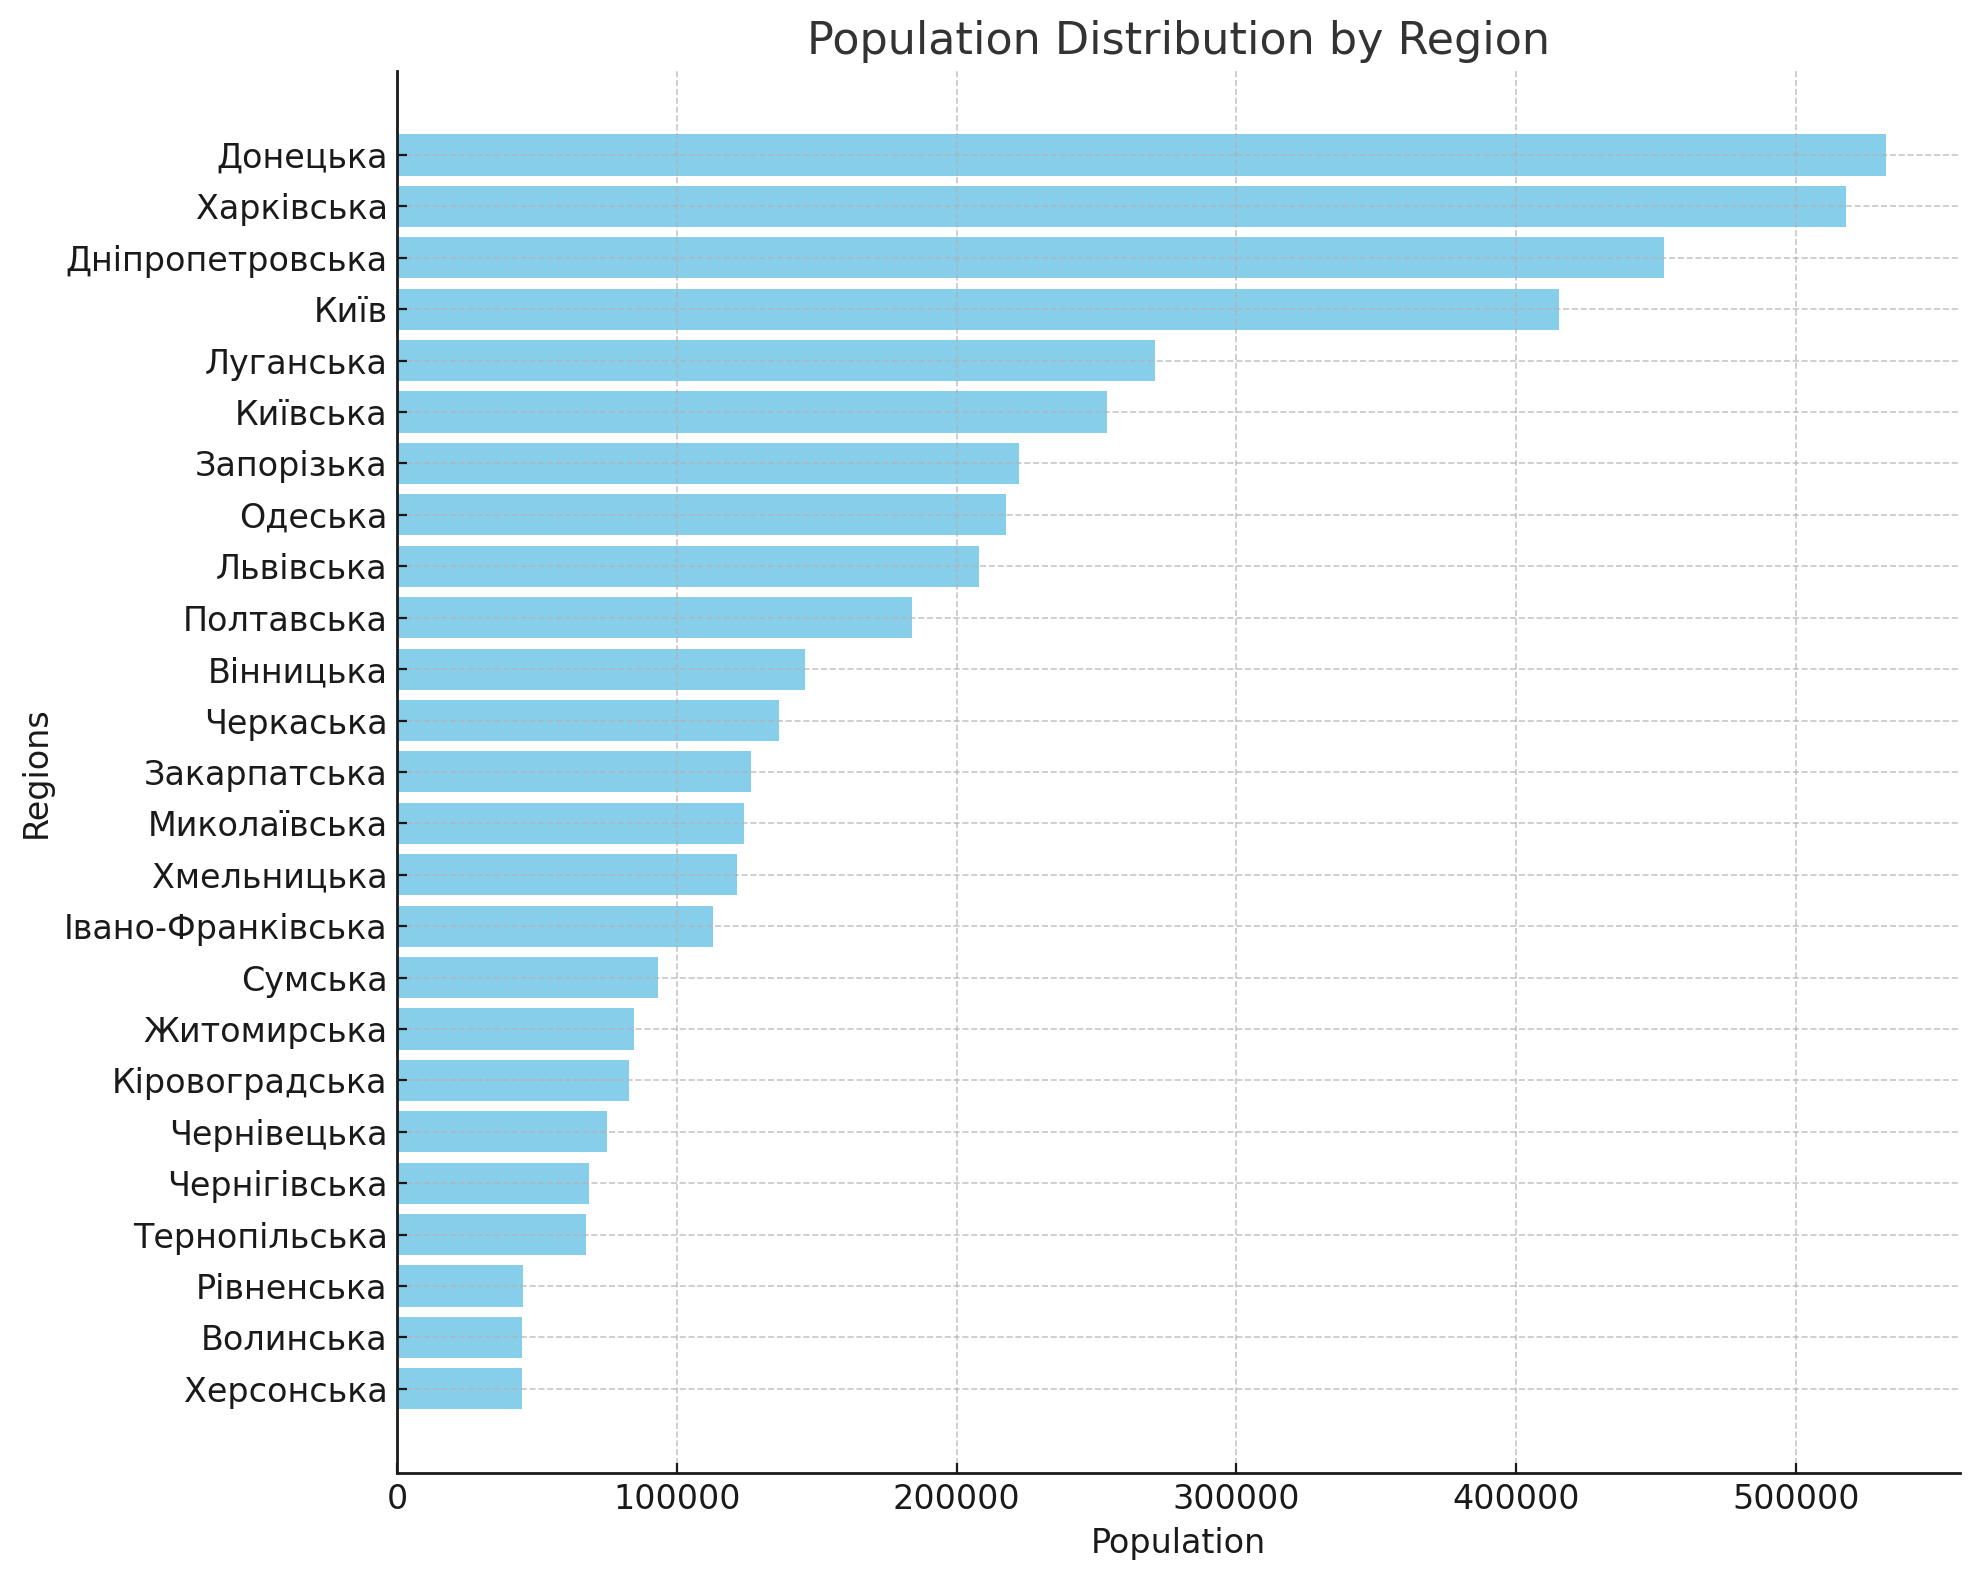 Population Distribution by Region
Донецька
Харківська
Дніпропетровська
Київ
Луганська
Київська
Запорізька
Одеська
Львівська
Полтавська
Вінницька
Черкаська
Закарпатська
Миколаївська
Хмельницька
Івано-Франківська
Сумська
Житомирська
Кіровоградська
Чернівецька
Чернігівська
Тернопільська
Рівненська
Волинська
Херсонська
Regions
0 100000 200000 300000 400000 500000
Population